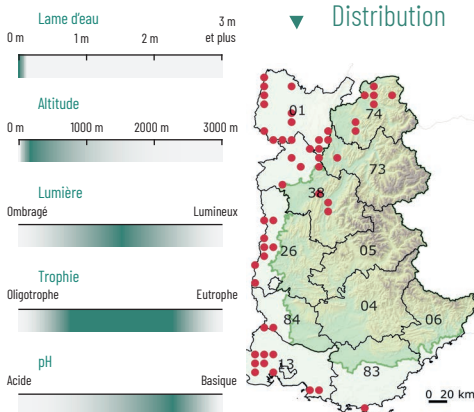 Lame d'eau
0 m 1 m 2 m 3 m
et plus
Altitude
0 m 1000 m 2000 m 3000 m
Lumière
Ombragé Lumineux
Trophie
Oligotrophe Eutrophe
pH
Acide Basique
▼ Distribution
01
74
73
38
26
05
04
84
06
13
83
0 20 km